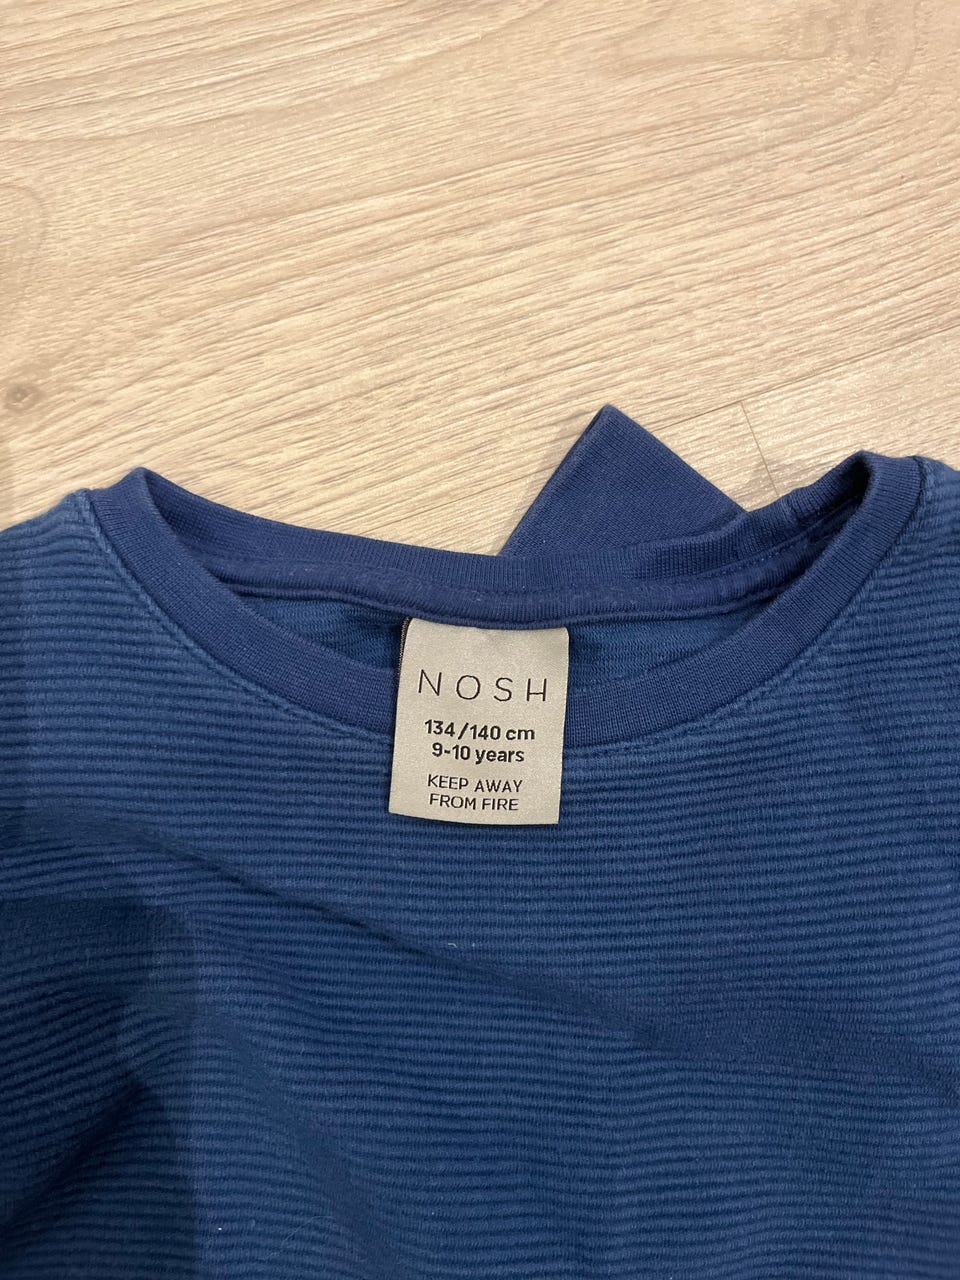 NOSH
134/140 cm
9-10 years
KEEP AWAY
FROM FIRE